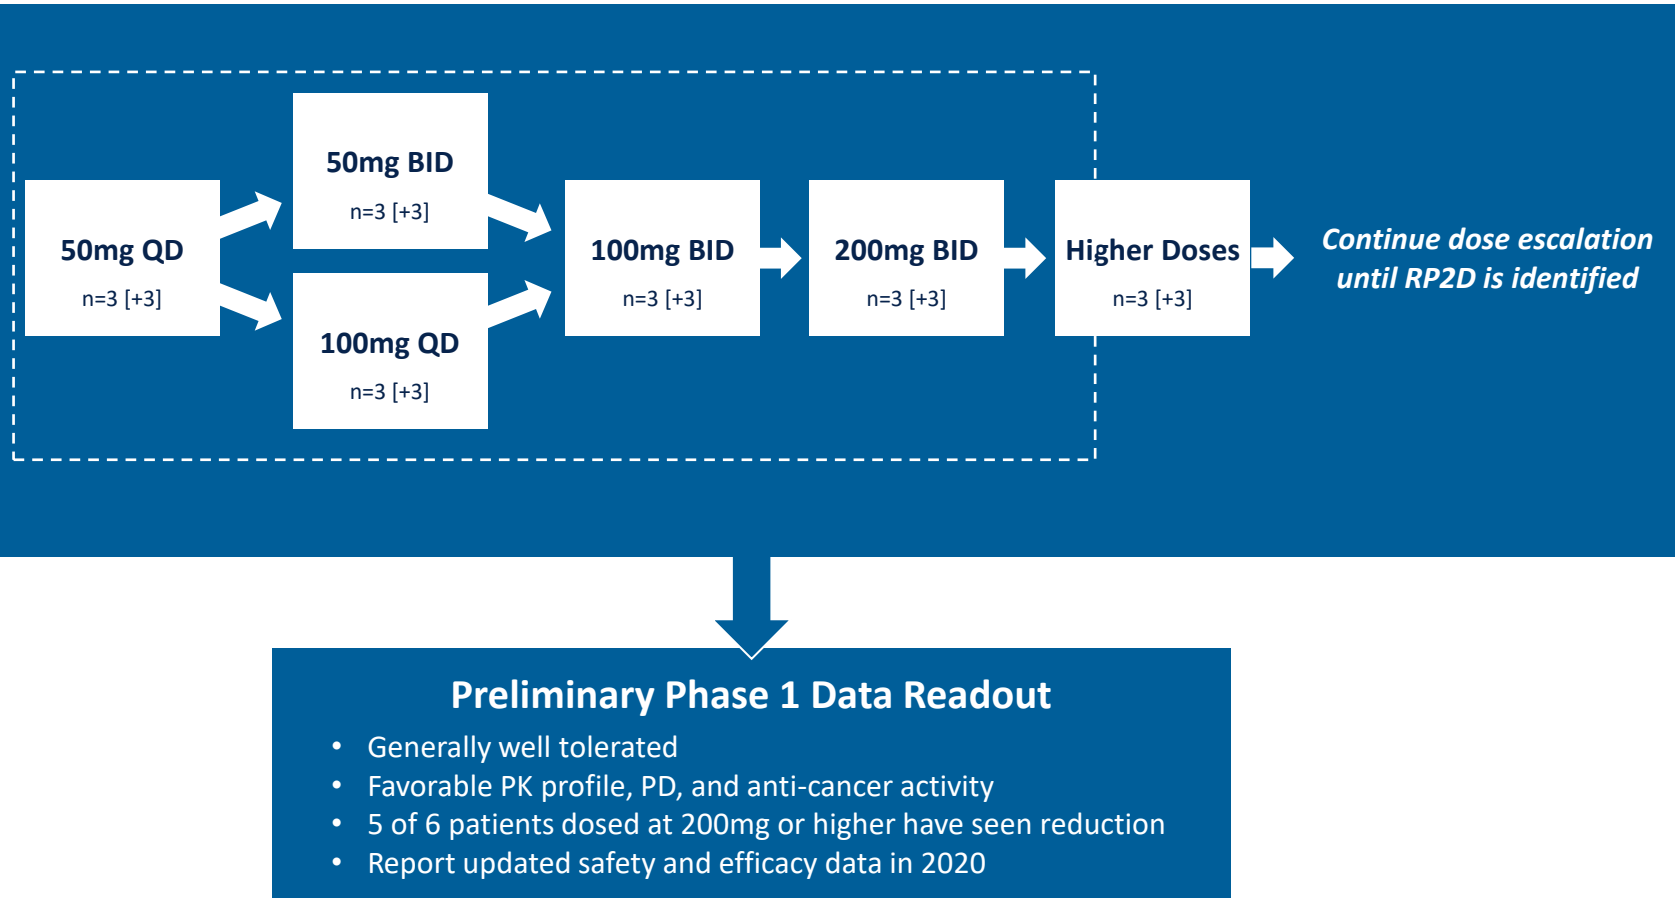 50mg QD
n=3 [+3]
50mg BID
n=3 [+3]
100mg QD
n=3 [+3]
100mg BID
n=3 [+3]
200mg BID
n=3 [+3]
Higher Doses
n=3 [+3]
Continue dose escalation
until RP2D is identified
Preliminary Phase 1 Data Readout
• Generally well tolerated
• Favorable PK profile, PD, and anti-cancer activity
• 5 of 6 patients dosed at 200mg or higher have seen reduction
• Report updated safety and efficacy data in 2020